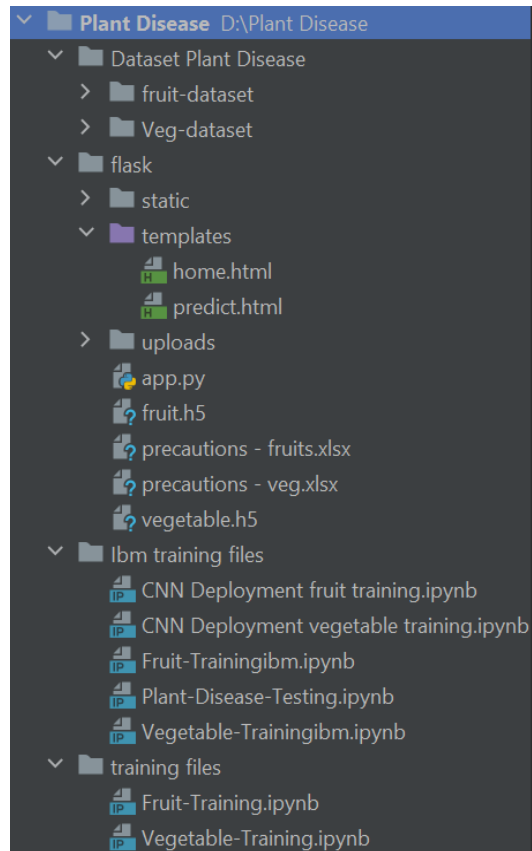 Plant Disease D:\Plant Disease
Dataset Plant Disease
fruit-dataset
Veg-dataset
flask
static
templates
home.html
predict.html
uploads
app.py
fruit.h5
precautions - fruits.xlsx
precautions - veg.xlsx
vegetable.h5
Ibm training files
CNN Deployment fruit training.ipynb
CNN Deployment vegetable training.ipynb
Fruit-Trainingibm.ipynb
Plant-Disease-Testing.ipynb
Vegetable-Trainingibm.ipynb
training files
Fruit-Training.ipynb
Vegetable-Training.ipynb